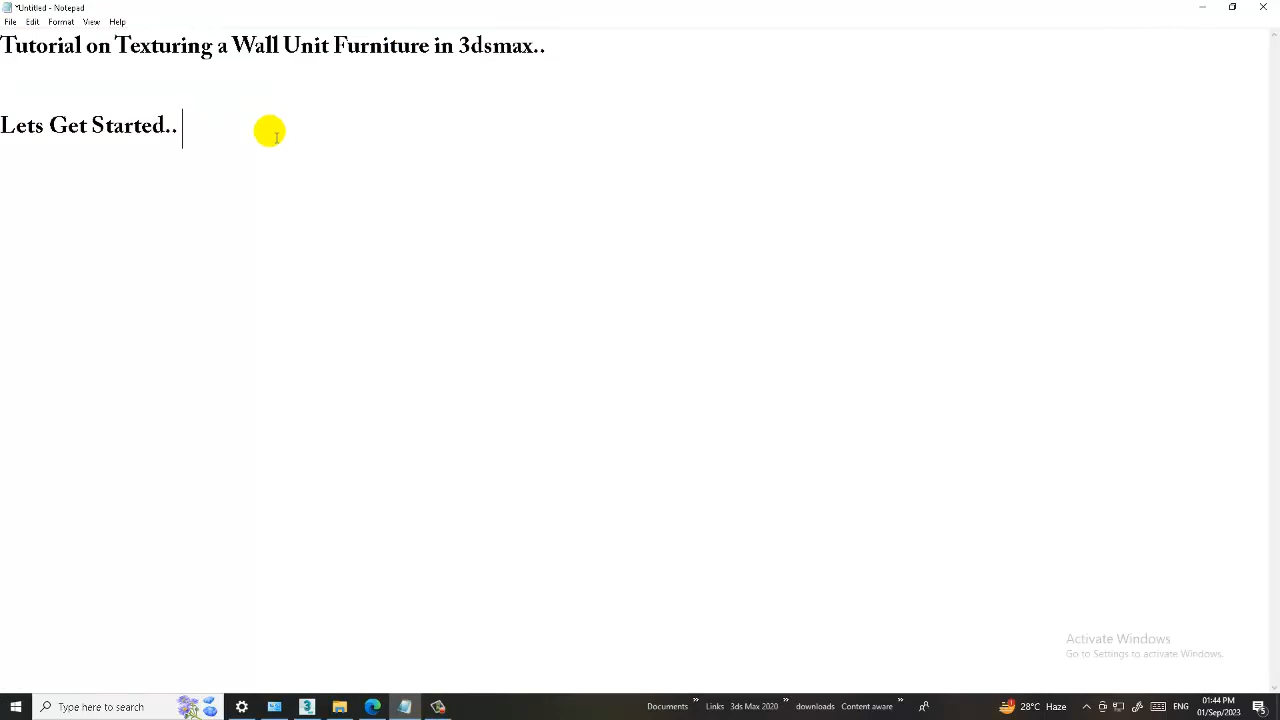 *Untitled - Notepad
File Edit Format View Help
Tutorial on Texturing a Wall Unit Furniture in 3dsmax..
Lets Get Started..
Activate Windows
Go to Settings to activate Windows.
Type here to search
Documents
Links
3ds Max 2020
downloads
Content aware
28°C Haze
ENG
01:44 PM
01/Sep/2023